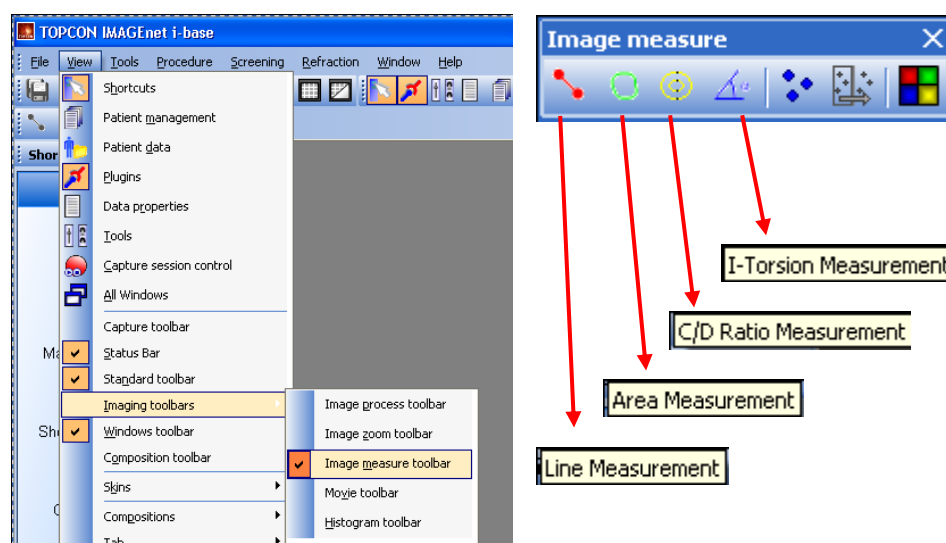 TOPCON IMAGEnet i-base
File View Tools Procedure Screening Refraction Window Help
Shor
Shortcuts
Patient management
Patient data
Plugins
Data properties
Tools
Capture session control
All Windows
Capture toolbar
Ma
Status Bar
Standard toolbar
Imaging toolbars
Sho
Windows toolbar
Composition toolbar
Skins
Compositions
Tab
Image process toolbar
Image zoom toolbar
Image measure toolbar
Movie toolbar
Histogram toolbar
Image measure
I-Torsion Measurement
C/D Ratio Measurement
Area Measurement
Line Measurement